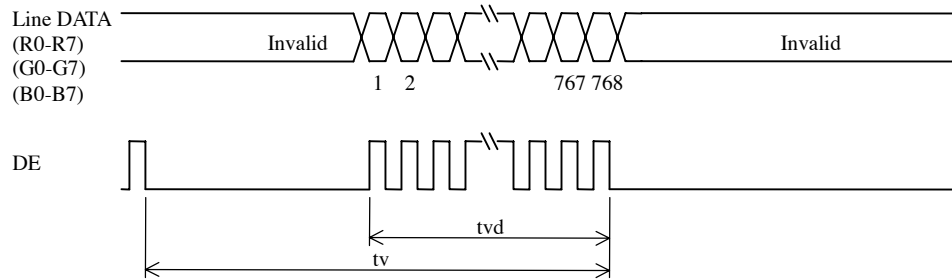 Line DATA
(R0-R7)
(G0-G7)
(B0-B7)
Invalid
Invalid
1 2 767 768
DE
tvd
tv